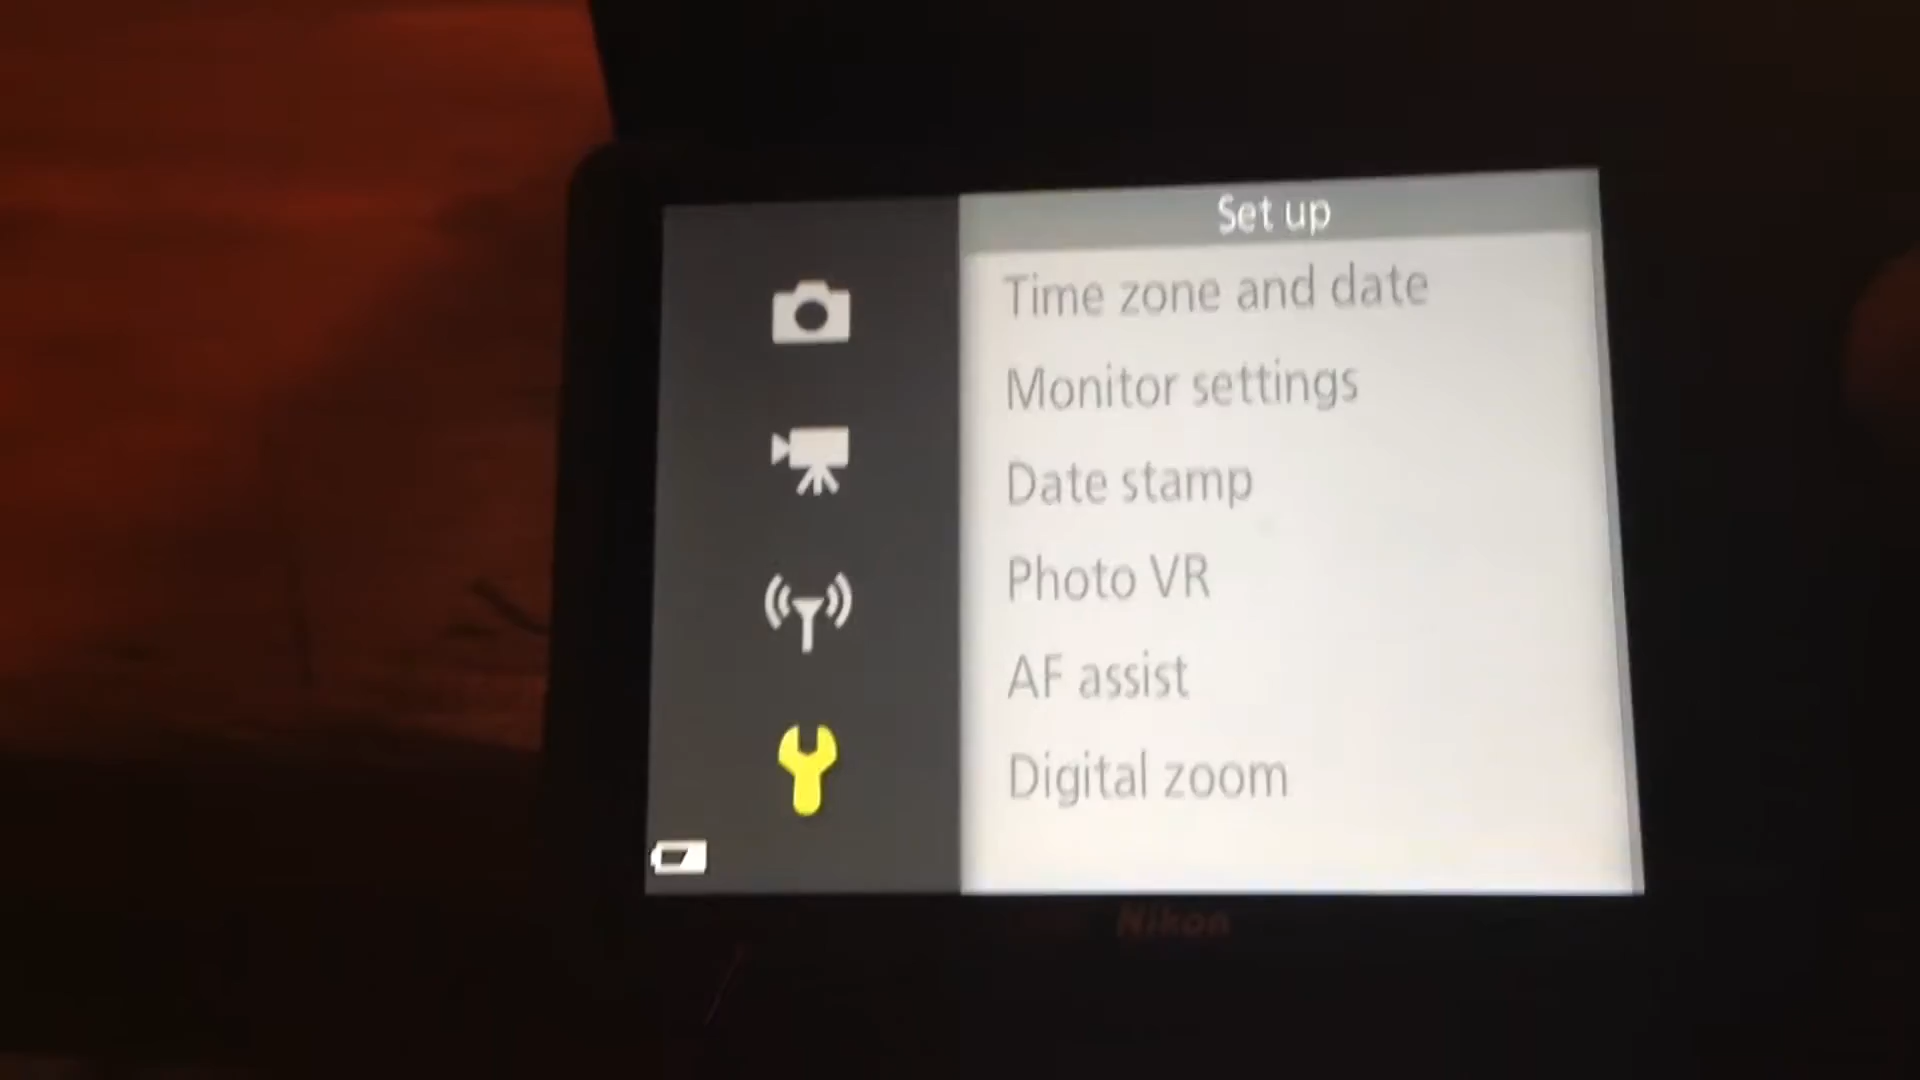 Set up
Time zone and date
Monitor settings
Date stamp
Photo VR
AF assist
Digital zoom
Nikon